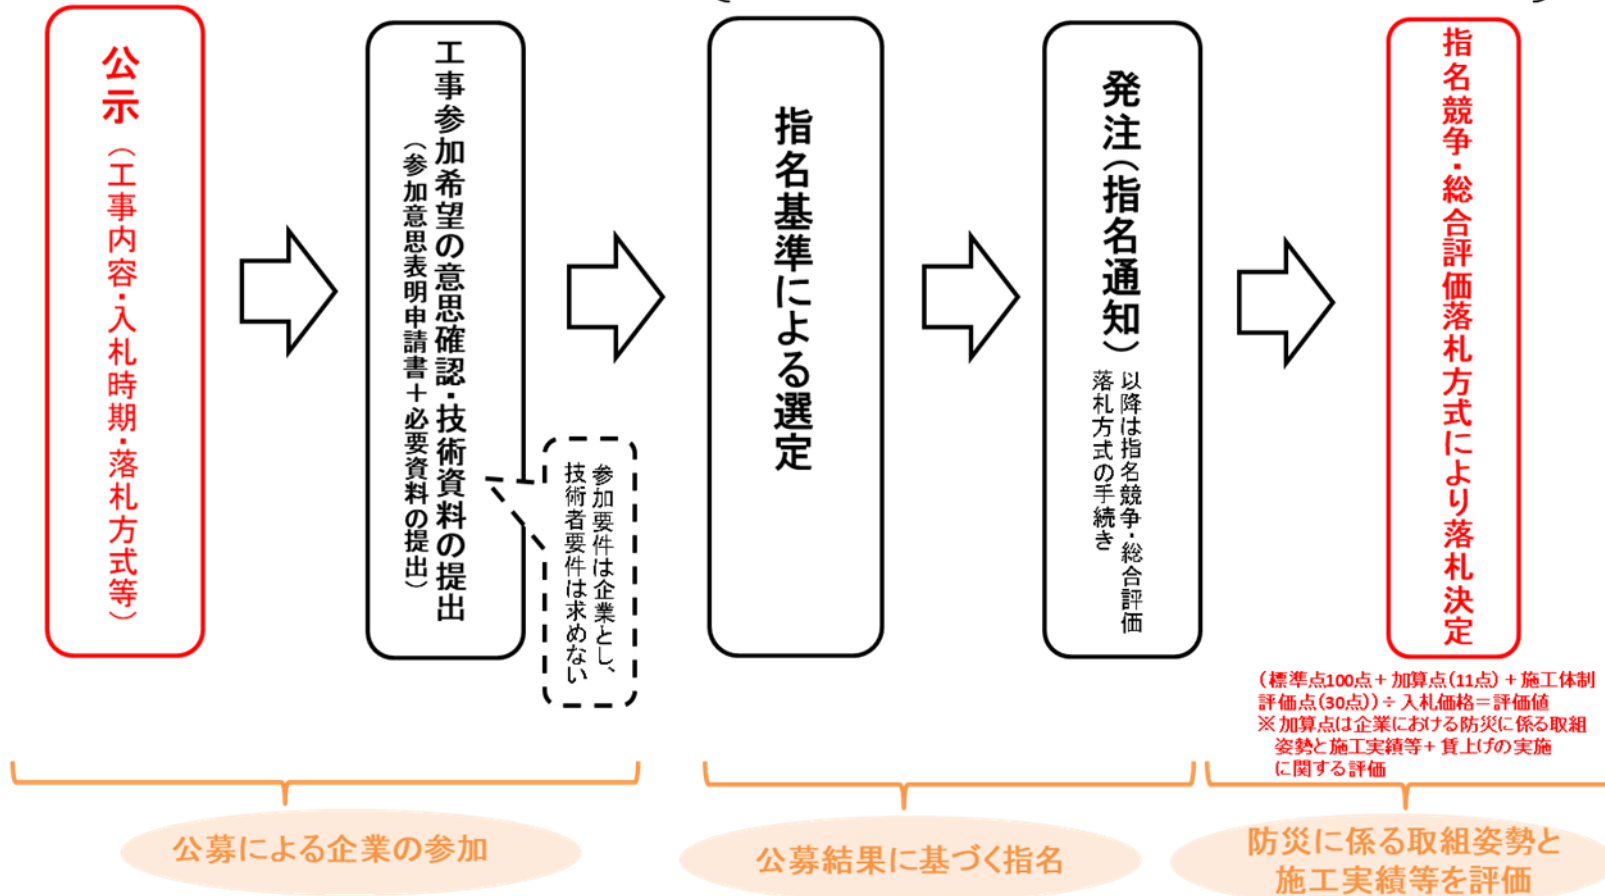 公示（工事内容・入札時期・落札方式等）
工事参加希望の意思確認・技術資料の提出
（参加意思表明申請書＋必要資料の提出）
参加要件は企業とし、
技術者要件は求めない
指名基準による選定
発注（指名通知）
以降は指名競争・総合評価
落札方式の手続き
指名競争・総合評価落札方式により落札決定
（標準点100点＋加算点（11点）＋施工体制
評価点（30点））÷入札価格＝評価値
※加算点は企業における防災に係る取組
姿勢と施工実績等＋賃上げの実施
に関する評価
公募による企業の参加
公募結果に基づく指名
防災に係る取組姿勢と
施工実績等を評価